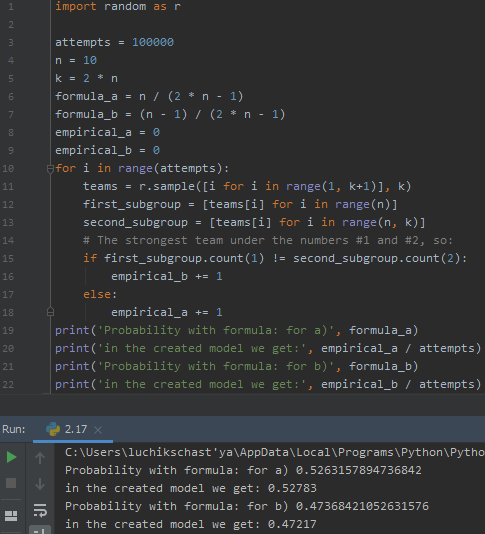 1 import random as r
2
3 attempts = 100000
4 n = 10
5 k = 2 * n
6 formula_a = n / (2 * n - 1)
7 formula_b = (n - 1) / (2 * n - 1)
8 empirical_a = 0
9 empirical_b = 0
10 for i in range(attempts):
11 teams = r.sample([i for i in range(1, k+1)], k)
12 first_subgroup = [teams[i] for i in range(n)]
13 second_subgroup = [teams[i] for i in range(n, k)]
14 # The strongest team under the numbers #1 and #2, so:
15 if first_subgroup.count(1) != second_subgroup.count(2):
16 empirical_b += 1
17 else:
18 empirical_a += 1
19 print('Probability with formula: for a)', formula_a)
20 print('in the created model we get:', empirical_a / attempts)
21 print('Probability with formula: for b)', formula_b)
22 print('in the created model we get:', empirical_b / attempts)
Run: 2.17 ×
C:\Users\luchikschast'ya\AppData\Local\Programs\Python\Pytho
Probability with formula: for a) 0.5263157894736842
in the created model we get: 0.52783
Probability with formula: for b) 0.47368421052631576
in the created model we get: 0.47217